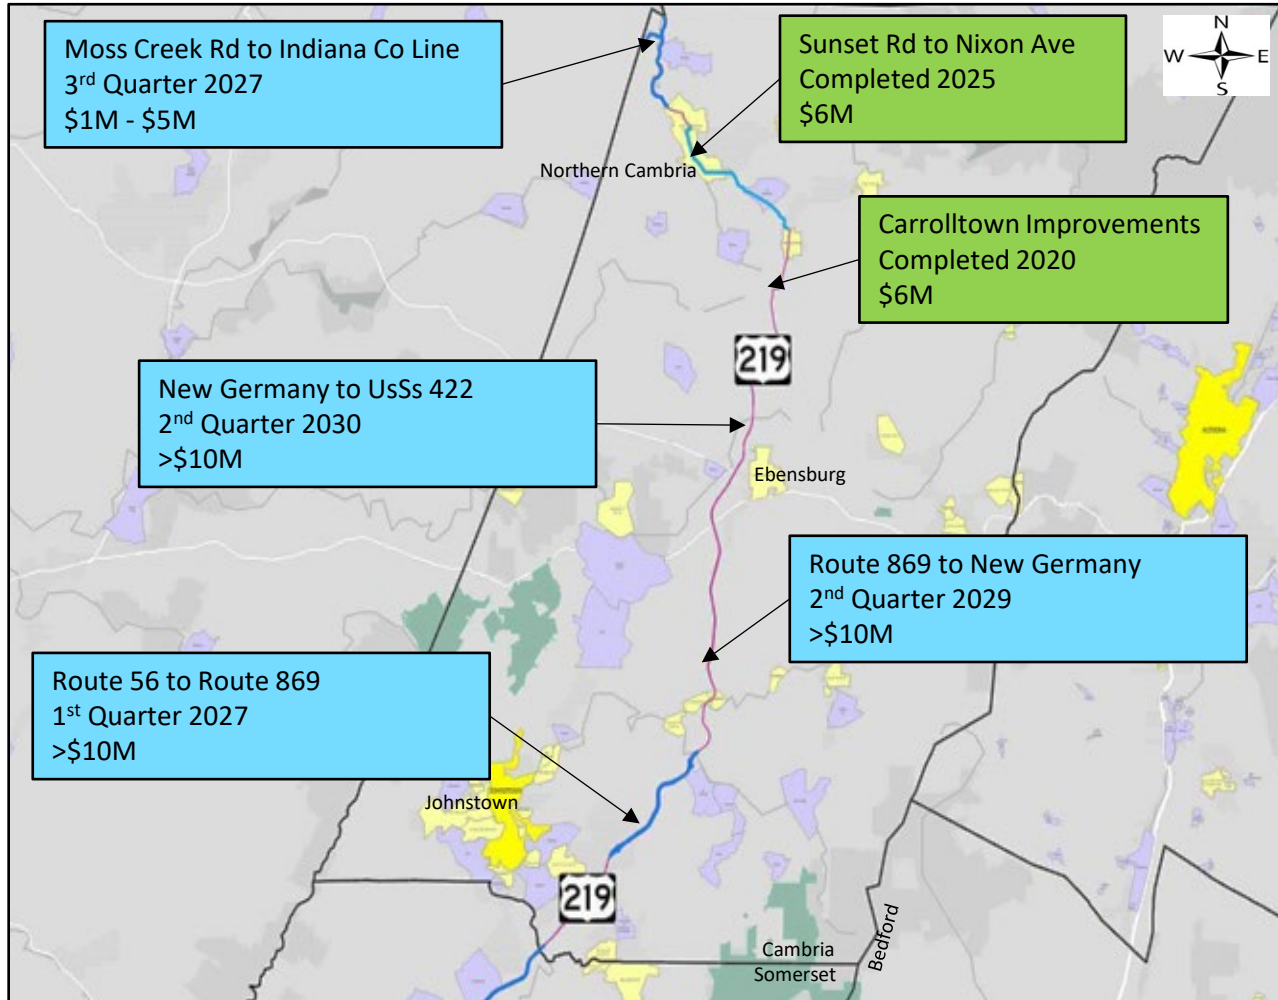 Moss Creek Rd to Indiana Co Line
3rd Quarter 2027
$1M - $5M
Sunset Rd to Nixon Ave
Completed 2025
$6M
N
W E
S
Northern Cambria
Carrolltown Improvements
Completed 2020
$6M
219
New Germany to UsSs 422
2nd Quarter 2030
>$10M
Ebensburg
Route 869 to New Germany
2nd Quarter 2029
>$10M
Route 56 to Route 869
1st Quarter 2027
>$10M
Johnstown
219
Cambria
Somerset
Bedford